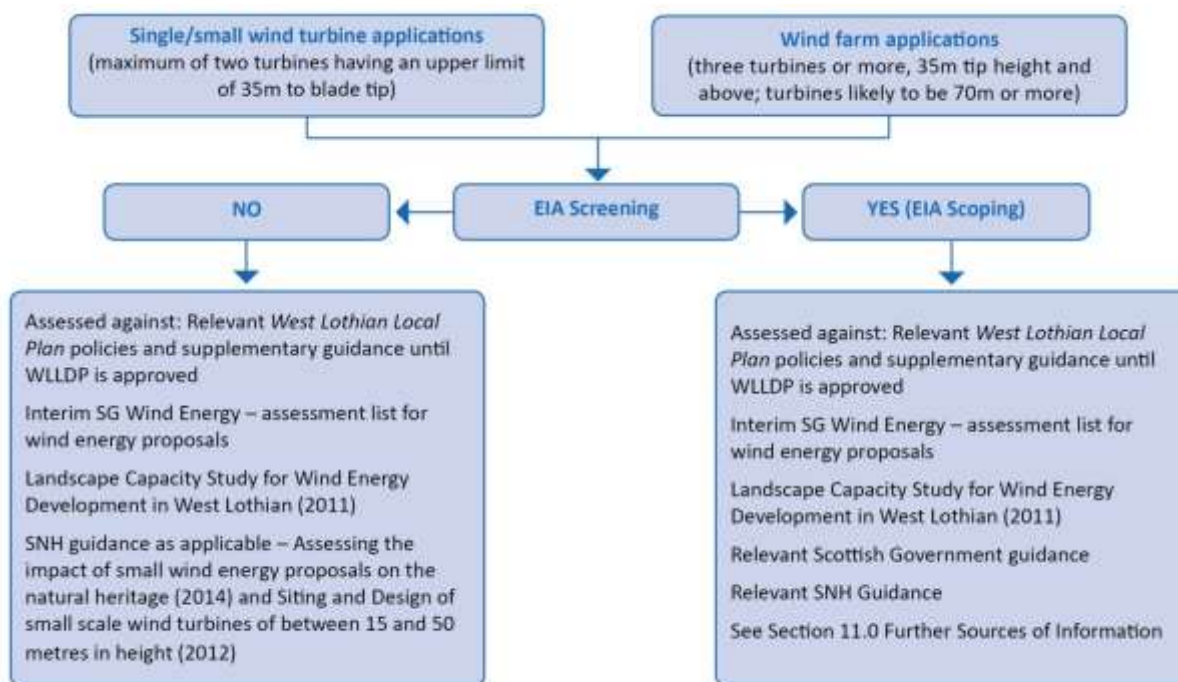 Single/small wind turbine applications
(maximum of two turbines having an upper limit
of 35m to blade tip)
Wind farm applications
(three turbines or more, 35m tip height and
above; turbines likely to be 70m or more)
NO
EIA Screening
YES (EIA Scoping)
Assessed against: Relevant West Lothian Local
Plan policies and supplementary guidance until
WLLDP is approved
Interim SG Wind Energy – assessment list for
wind energy proposals
Landscape Capacity Study for Wind Energy
Development in West Lothian (2011)
SNH guidance as applicable – Assessing the
impact of small wind energy proposals on the
natural heritage (2014) and Siting and Design of
small scale wind turbines of between 15 and 50
metres in height (2012)
Assessed against: Relevant West Lothian Local
Plan policies and supplementary guidance until
WLLDP is approved
Interim SG Wind Energy – assessment list for
wind energy proposals
Landscape Capacity Study for Wind Energy
Development in West Lothian (2011)
Relevant Scottish Government guidance
Relevant SNH Guidance
See Section 11.0 Further Sources of Information